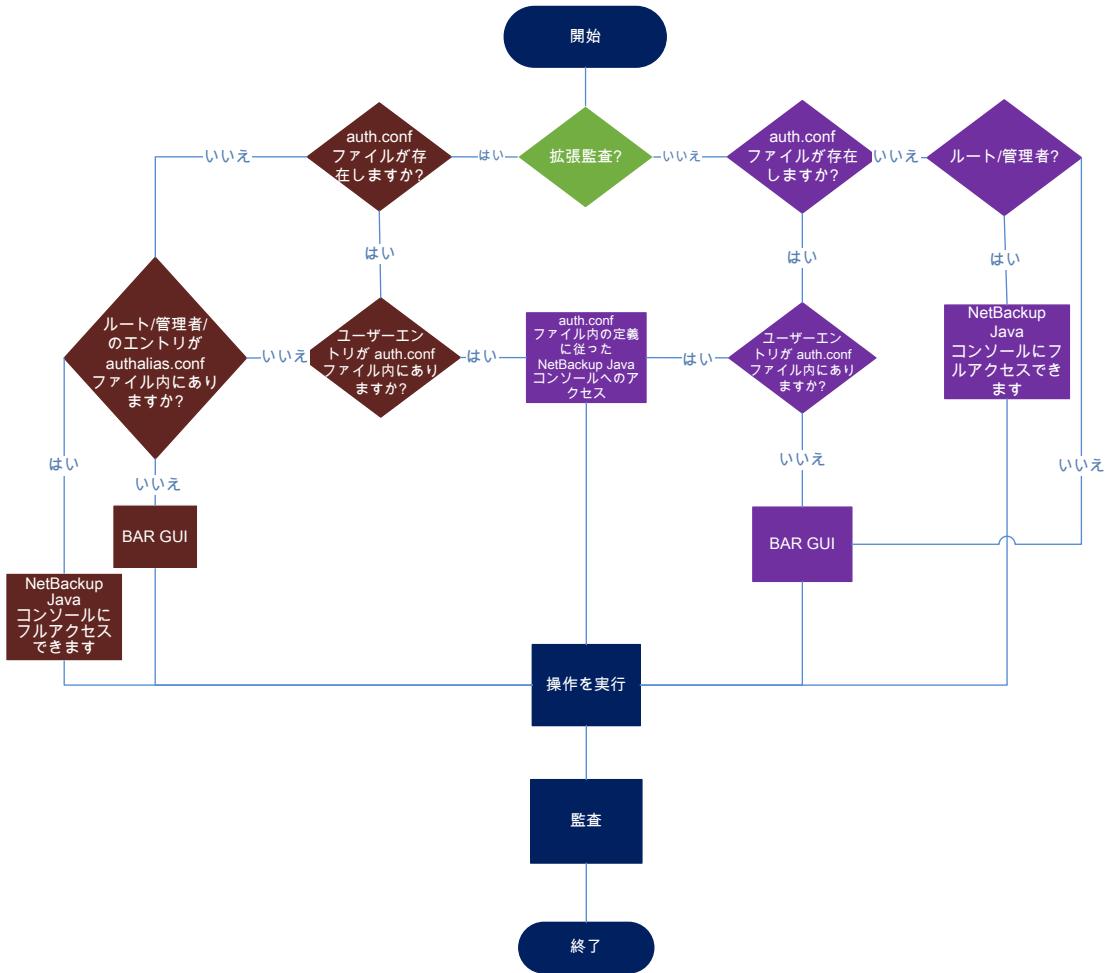 開始
auth.conf
ファイルが存
在しますか?
拡張監査?
auth.conf
ファイルが存在
しますか?
ルート/管理者?
いいえ
はい
いいえ
いいえ
はい
はい
はい
ルート/管理者/
のエントリが
authalias.conf
ファイル内にあり
ますか?
いいえ
ユーザーエン
トリが auth.conf
ファイル内にあり
ますか?
はい
auth.conf
ファイル内の定義
に従った
NetBackup Java
コンソールへのア
クセス
はい
ユーザーエン
トリが auth.conf
ファイル内にあり
ますか?
NetBackup
Java
コンソールにフ
ルアクセスでき
ます
はい
いいえ
いいえ
いいえ
BAR GUI
BAR GUI
NetBackup
Java
コンソールに
フルアクセス
できます
操作を実行
監査
終了